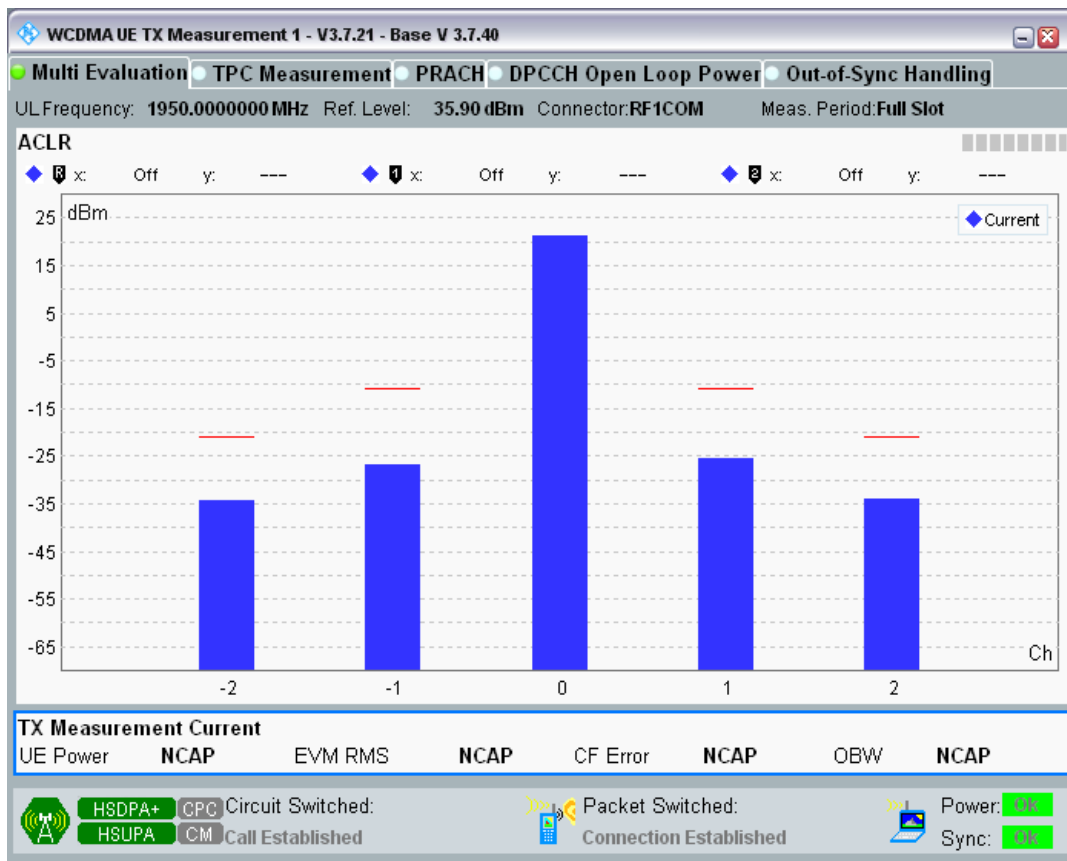 WCDMA UE TX Measurement 1 - V3.7.21 - Base V 3.7.40
Multi Evaluation TPC Measurement PRACH DPCCH Open Loop Power Out-of-Sync Handling
UL Frequency: 1950.0000000 MHz Ref. Level: 35.90 dBm Connector:RF1COM Meas. Period:Full Slot
ACLR
R x: Off y: --- 1 x: Off y: --- 2 x: Off y: ---
dBm
Current
25
15
5
-5
-15
-25
-35
-45
-55
-65
Ch
-2 -1 0 1 2
TX Measurement Current
UE Power NCAP EVM RMS NCAP CF Error NCAP OBW NCAP
HSDPA+ CPC Circuit Switched: Packet Switched: Power: OK
HSUPA CM Call Established Connection Established Sync: OK